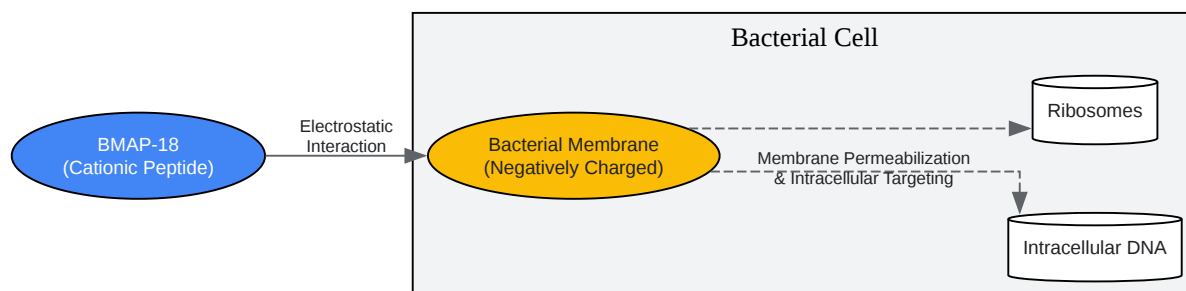 Bacterial Cell
BMAP-18
(Cationic Peptide)
Electrostatic
Interaction
Bacterial Membrane
(Negatively Charged)
Ribosomes
Membrane Permeabilization
& Intracellular Targeting
Intracellular DNA